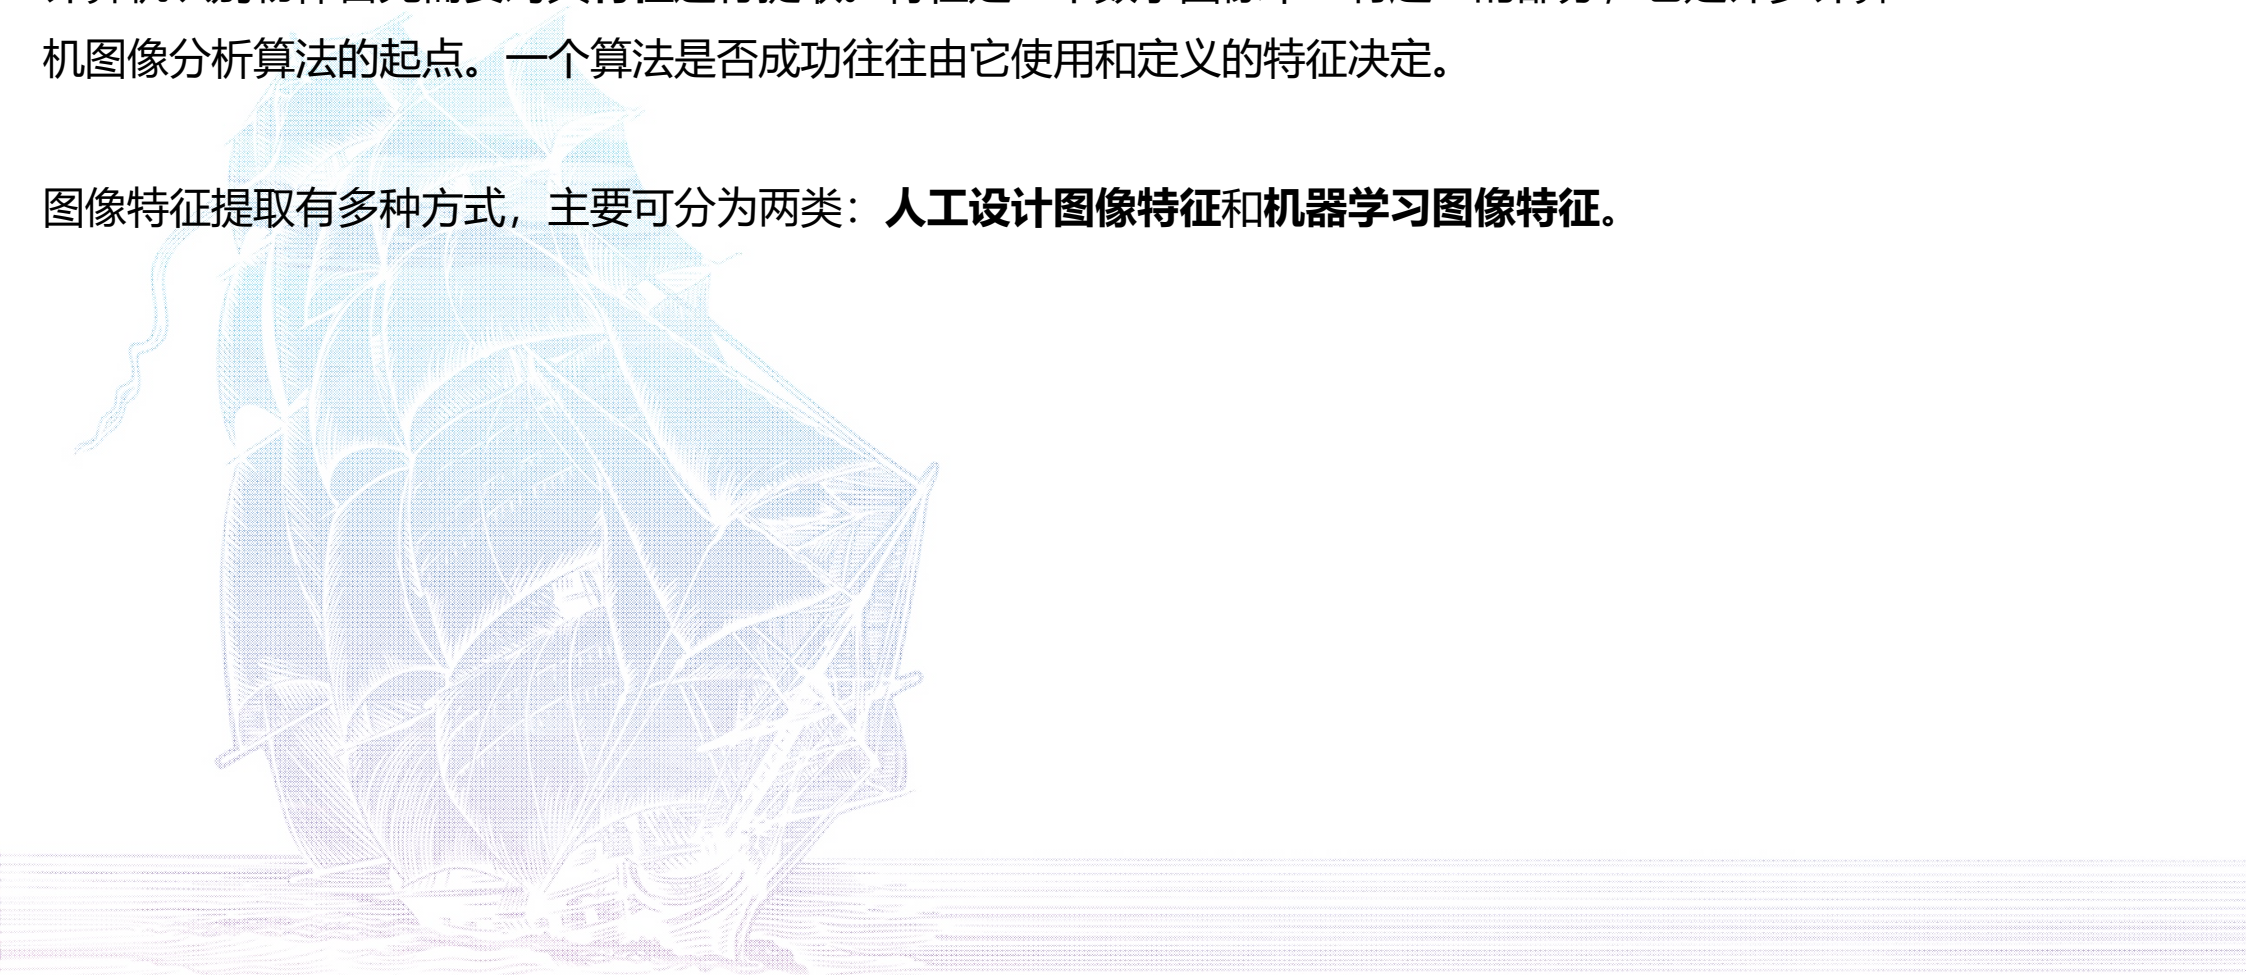 机图像分析算法的起点。一个算法是否成功往往由它使用和定义的特征决定。
图像特征提取有多种方式，主要可分为两类：人工设计图像特征和机器学习图像特征。